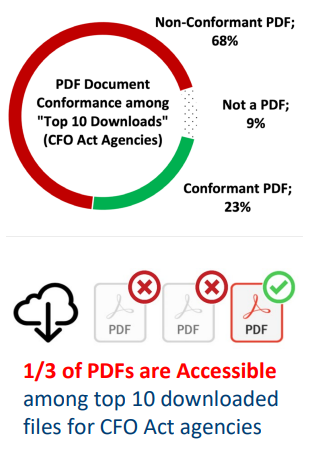 Non-Conformant PDF;
68%
PDF Document
Conformance among
"Top 10 Downloads"
(CFO Act Agencies)
Not a PDF;
9%
Conformant PDF;
23%
PDF
PDF
PDF
1/3 of PDFs are Accessible
among top 10 downloaded
files for CFO Act agencies